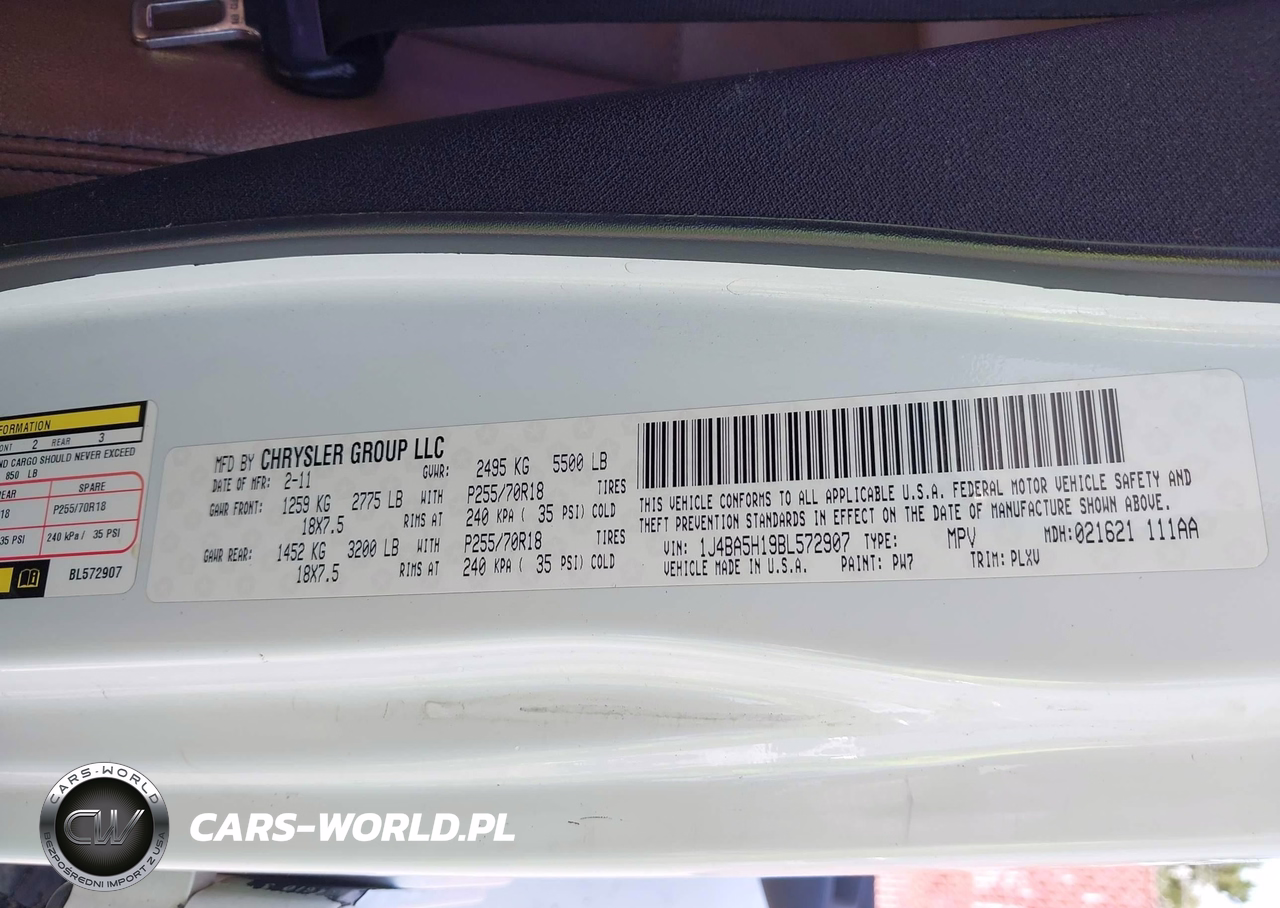 FORMATION
ONT 2 REAR 3
ND CARGO SHOULD NEVER EXCEED
850 LB
EAR SPARE
R18 P255/70R18
35 PSI 240 kPa / 35 PSI
BL572907
MFD BY CHRYSLER GROUP LLC
DATE OF MFR: 2-11 GVWR: 2495 KG 5500 LB
GAWR FRONT: 1259 KG 2775 LB WITH P255/70R18 TIRES
18X7.5 RIMS AT 240 KPA ( 35 PSI) COLD
GAWR REAR: 1452 KG 3200 LB WITH P255/70R18 TIRES
18X7.5 RIMS AT 240 KPA ( 35 PSI) COLD
THIS VEHICLE CONFORMS TO ALL APPLICABLE U.S.A. FEDERAL MOTOR VEHICLE SAFETY AND
THEFT PREVENTION STANDARDS IN EFFECT ON THE DATE OF MANUFACTURE SHOWN ABOVE.
VIN: 1J4BA5H19BL572907 TYPE: MPV MDH:021621 111AA
VEHICLE MADE IN U.S.A. PAINT: PW7 TRIM: PLXV
CARS-WORLD
CW
BEZPOŚREDNI IMPORT Z USA
CARS-WORLD.PL